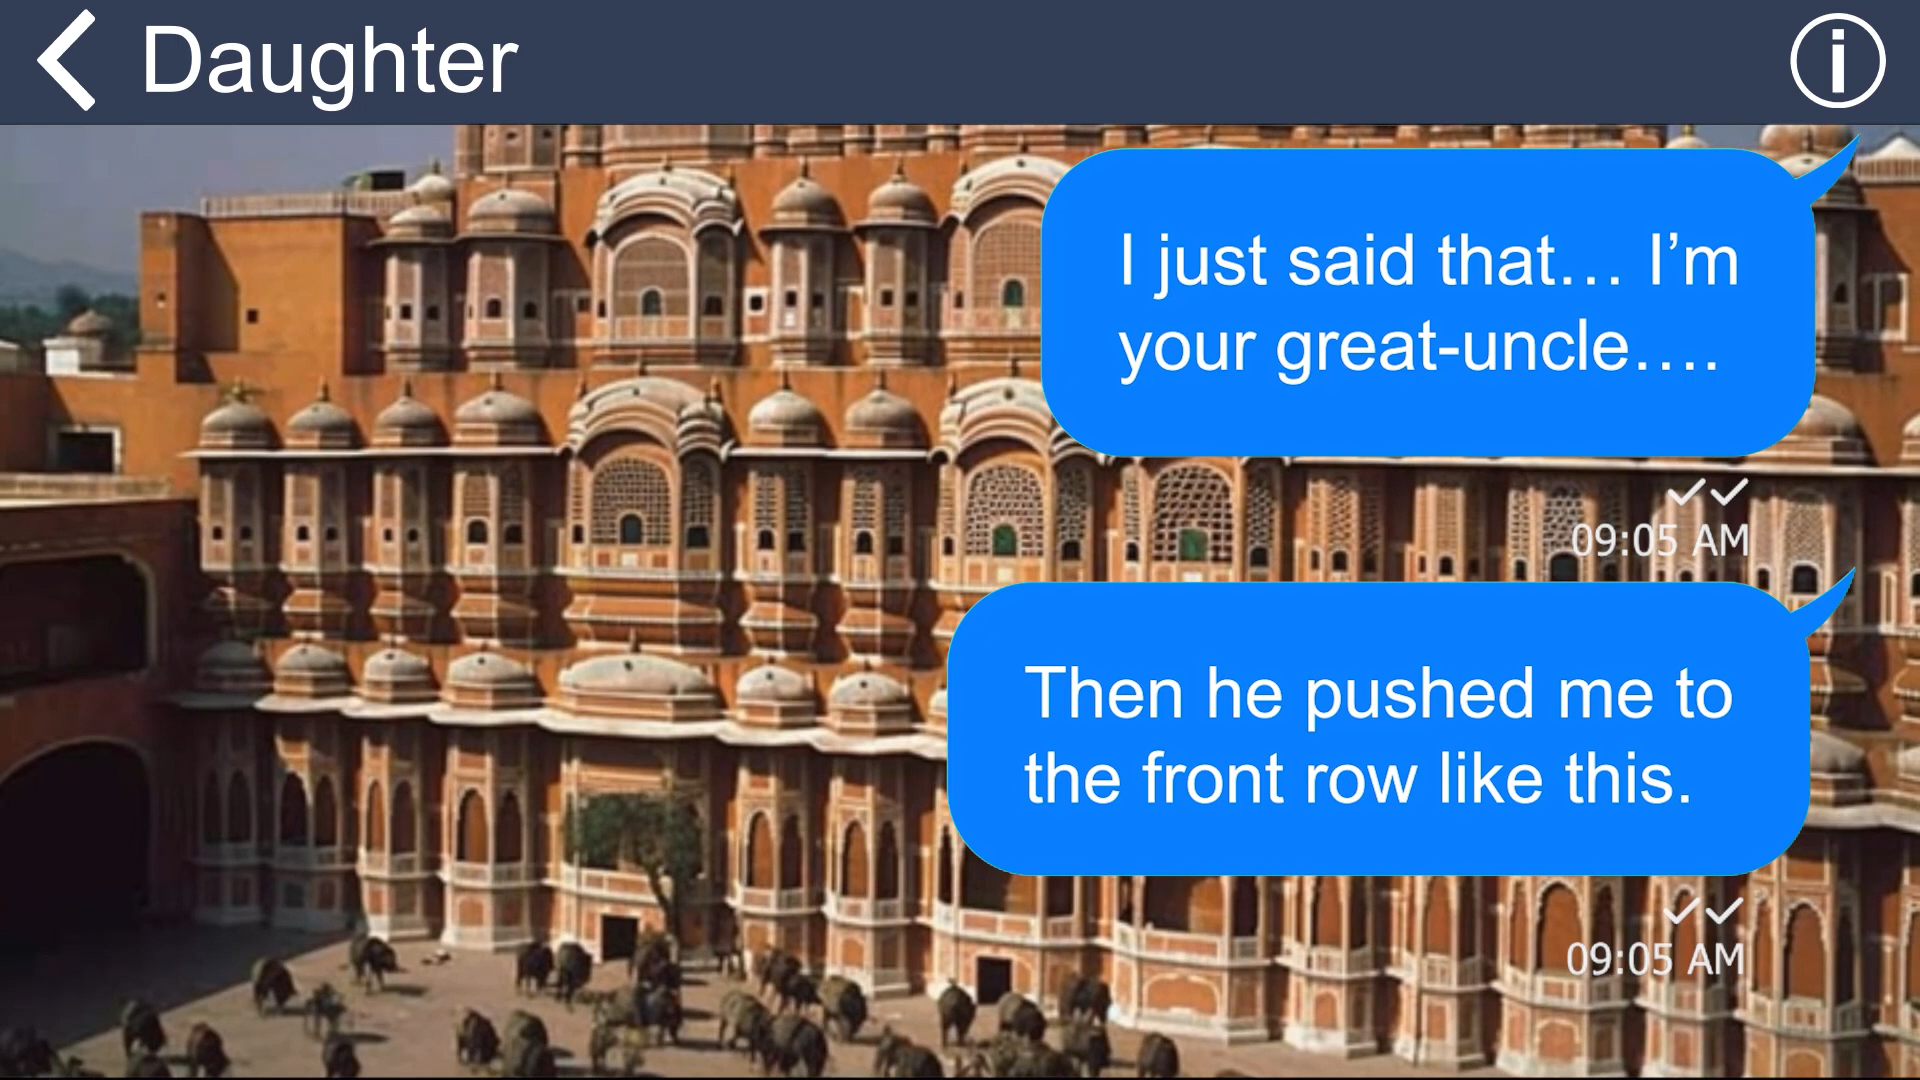 Daughter
I just said that… I’m
your great-uncle….
09:05 AM
Then he pushed me to
the front row like this.
09:05 AM